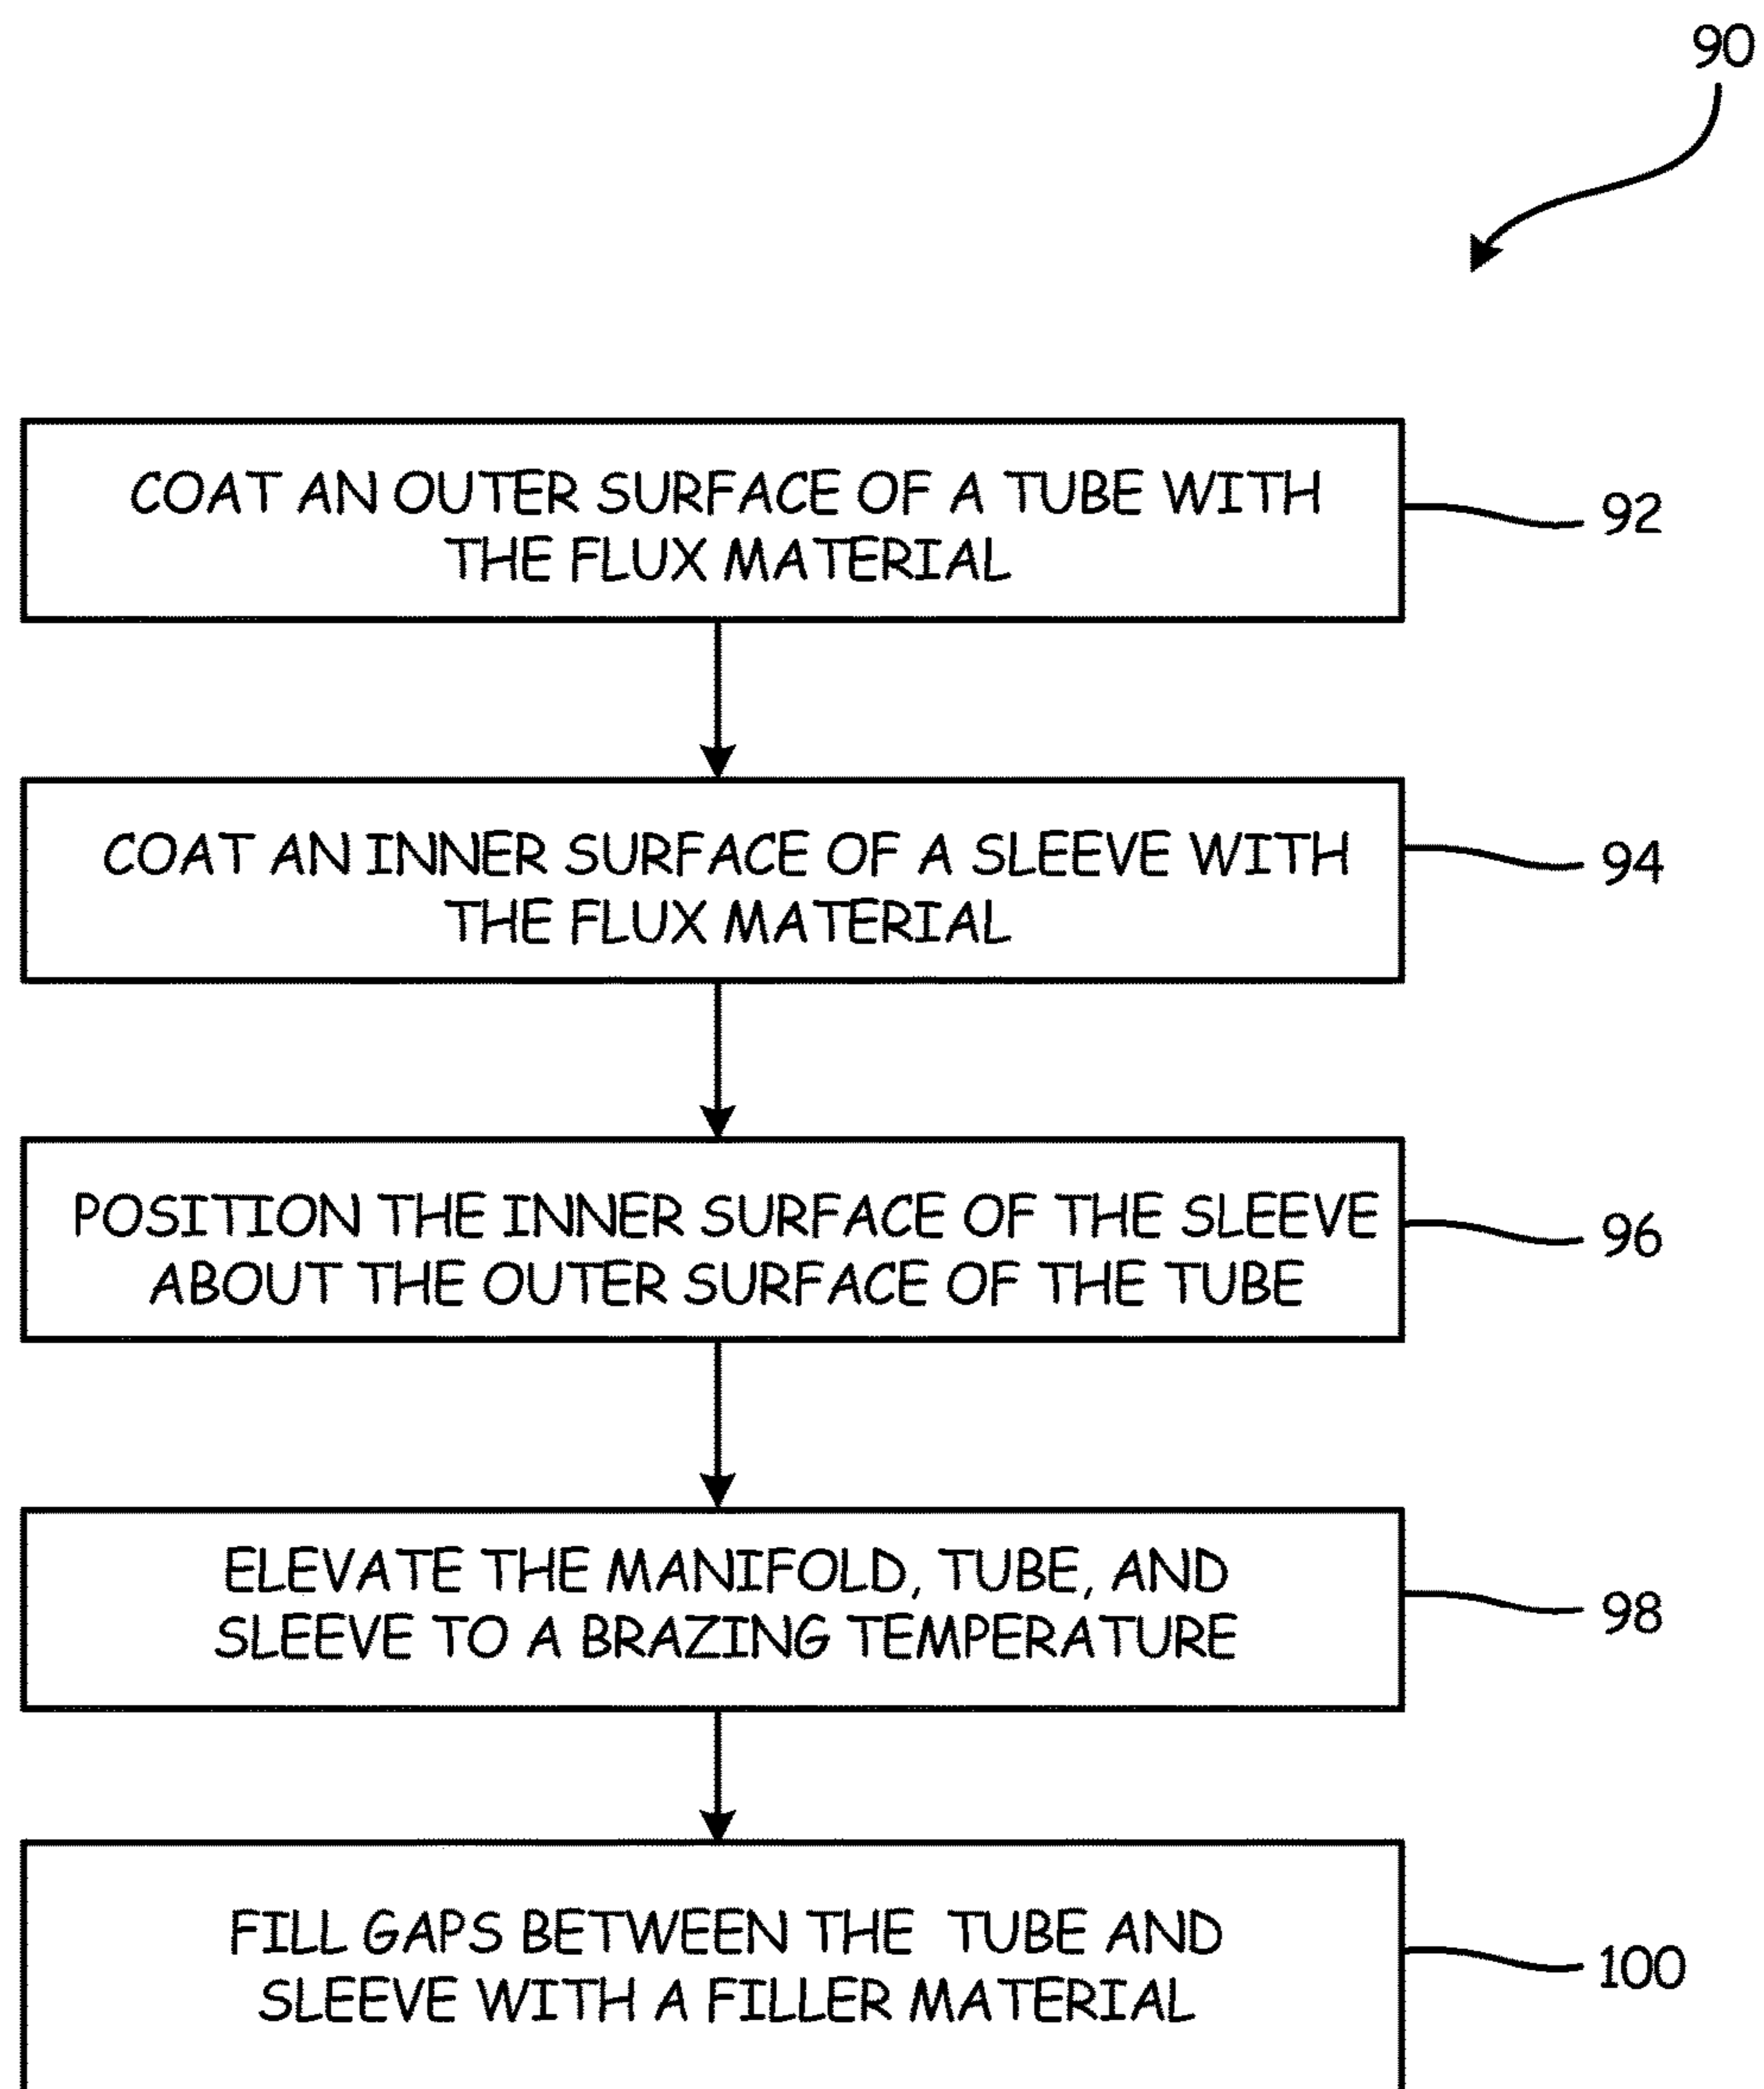 90
COAT AN OUTER SURFACE OF A TUBE WITH
THE FLUX MATERIAL
92
COAT AN INNER SURFACE OF A SLEEVE WITH
THE FLUX MATERIAL
94
POSITION THE INNER SURFACE OF THE SLEEVE
ABOUT THE OUTER SURFACE OF THE TUBE
96
ELEVATE THE MANIFOLD, TUBE, AND
SLEEVE TO A BRAZING TEMPERATURE
98
FILL GAPS BETWEEN THE TUBE AND
SLEEVE WITH A FILLER MATERIAL
100